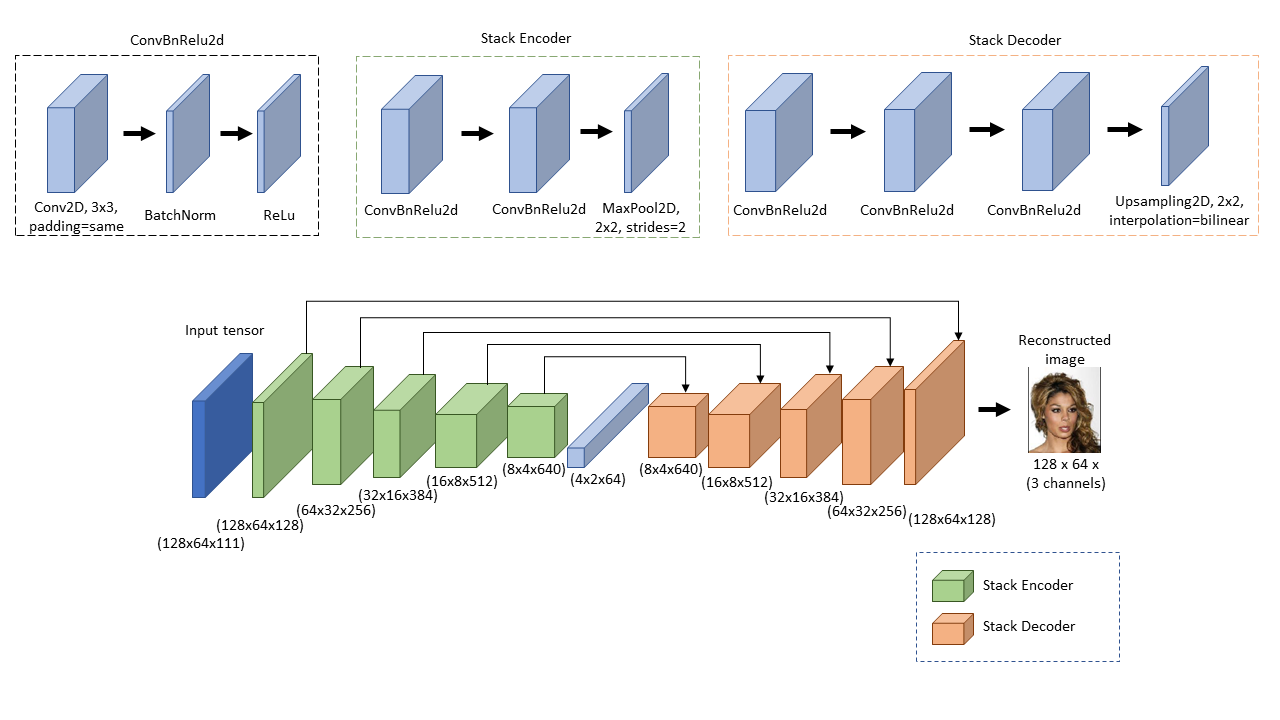 ConvBnRelu2d
Conv2D, 3x3,
padding=same
BatchNorm
ReLu
Stack Encoder
ConvBnRelu2d
ConvBnRelu2d
MaxPool2D,
2x2, strides=2
Stack Decoder
ConvBnRelu2d
ConvBnRelu2d
ConvBnRelu2d
Upsampling2D, 2x2,
interpolation=bilinear
Input tensor
(128x64x111)
(128x64x128)
(64x32x256)
(32x16x384)
(16x8x512)
(8x4x640)
(4x2x64)
(8x4x640)
(16x8x512)
(32x16x384)
(64x32x256)
(128x64x128)
Reconstructed
image
128 x 64 x
(3 channels)
Stack Encoder
Stack Decoder